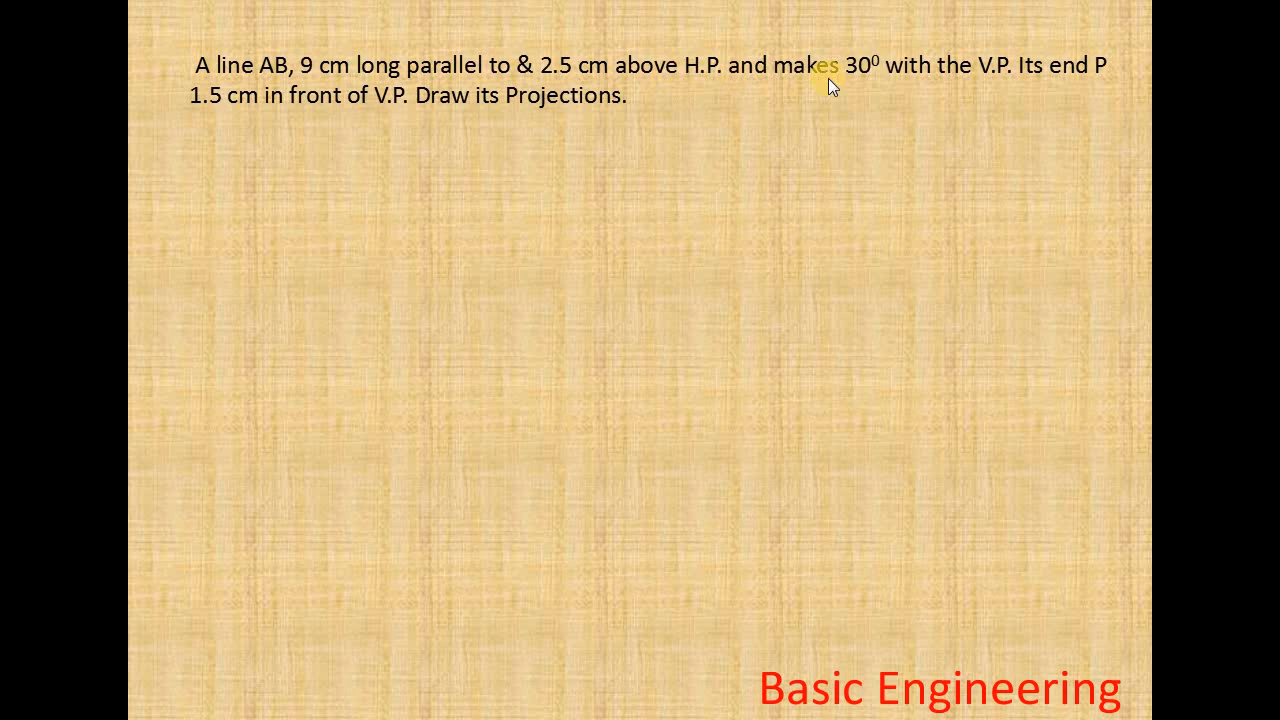 A line AB, 9 cm long parallel to & 2.5 cm above H.P. and makes 30⁰ with the V.P. Its end P
1.5 cm in front of V.P. Draw its Projections.
Basic Engineering